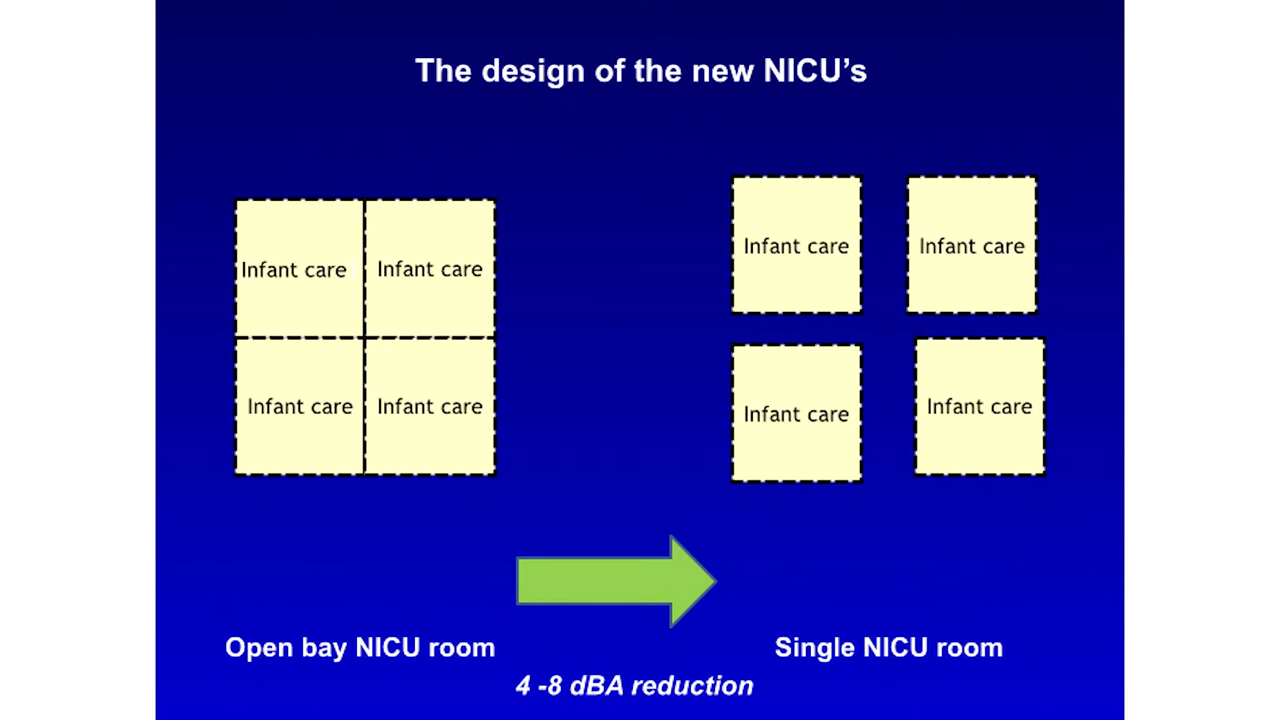 The design of the new NICU's
Infant care
Infant care
Infant care
Infant care
Infant care
Infant care
Infant care
Infant care
Open bay NICU room
Single NICU room
4 -8 dBA reduction